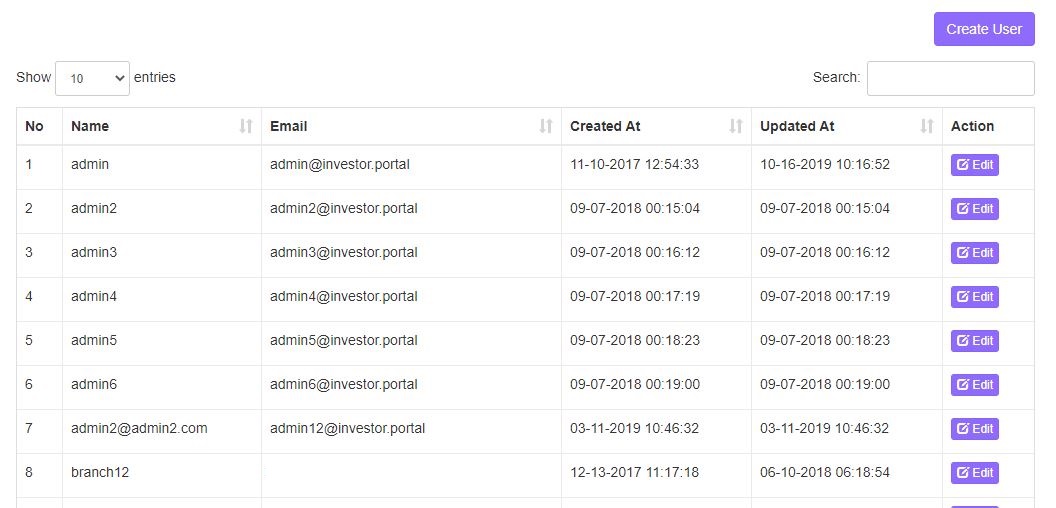 Create User
Show 10 entries Search:
No Name Email Created At Updated At Action
1 admin admin@investor.portal 11-10-2017 12:54:33 10-16-2019 10:16:52 Edit
2 admin2 admin2@investor.portal 09-07-2018 00:15:04 09-07-2018 00:15:04 Edit
3 admin3 admin3@investor.portal 09-07-2018 00:16:12 09-07-2018 00:16:12 Edit
4 admin4 admin4@investor.portal 09-07-2018 00:17:19 09-07-2018 00:17:19 Edit
5 admin5 admin5@investor.portal 09-07-2018 00:18:23 09-07-2018 00:18:23 Edit
6 admin6 admin6@investor.portal 09-07-2018 00:19:00 09-07-2018 00:19:00 Edit
7 admin2@admin2.com admin12@investor.portal 03-11-2019 10:46:32 03-11-2019 10:46:32 Edit
8 branch12 12-13-2017 11:17:18 06-10-2018 06:18:54 Edit